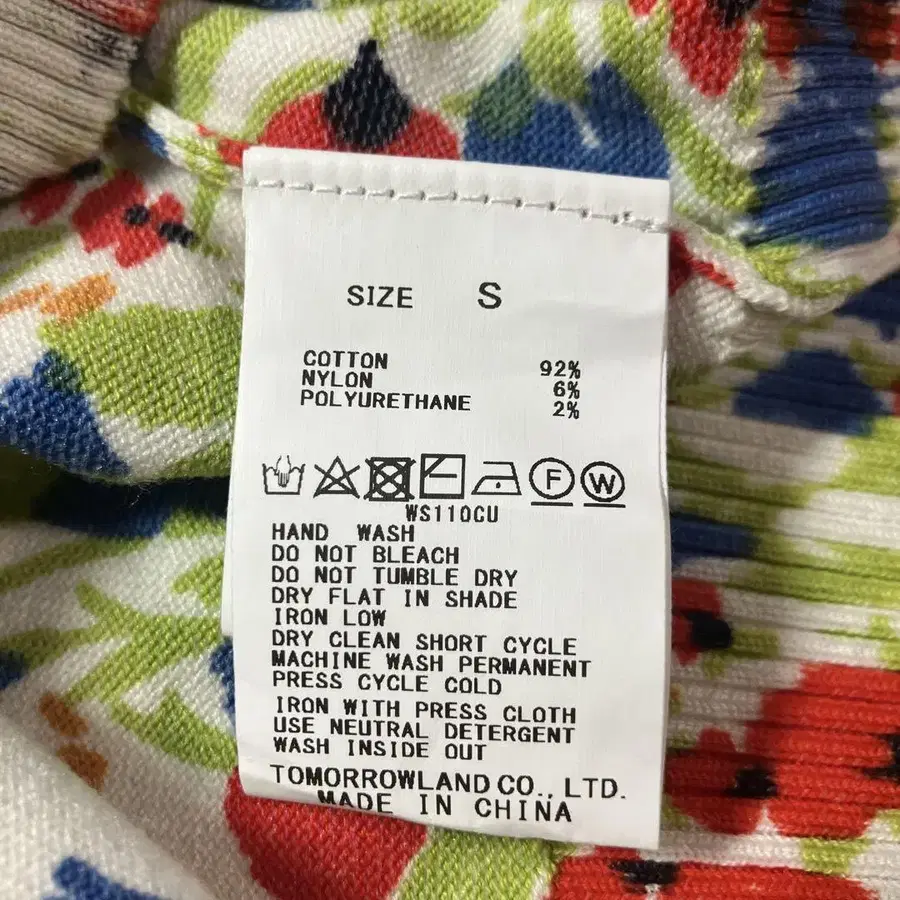 SIZE S
COTTON 92%
NYLON 6%
POLYURETHANE 2%
F W
WS110CU
HAND WASH
DO NOT BLEACH
DO NOT TUMBLE DRY
DRY FLAT IN SHADE
IRON LOW
DRY CLEAN SHORT CYCLE
MACHINE WASH PERMANENT
PRESS CYCLE COLD
IRON WITH PRESS CLOTH
USE NEUTRAL DETERGENT
WASH INSIDE OUT
TOMORROWLAND CO., LTD.
MADE IN CHINA